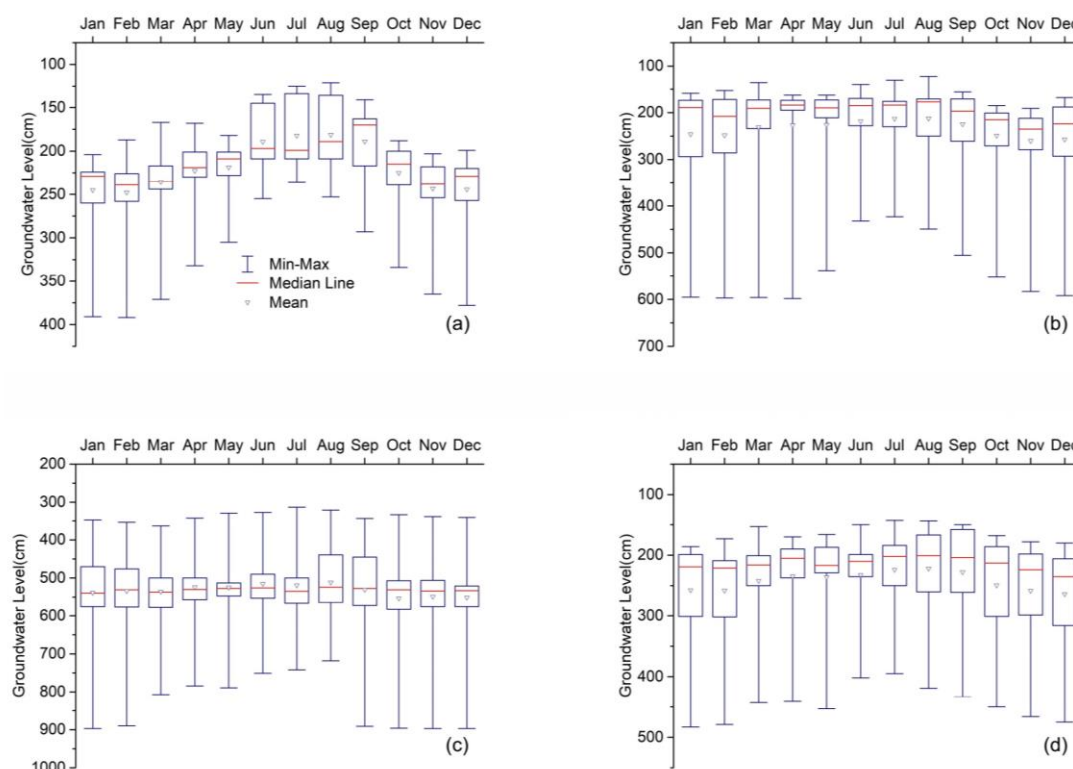 Jan Feb Mar Apr May Jun Jul Aug Sep Oct Nov Dec
100
150
200
250
300
350
400
Groundwater Level(cm)
Min-Max
Median Line
Mean
(a)
Jan Feb Mar Apr May Jun Jul Aug Sep Oct Nov Dec
100
200
300
400
500
600
700
Groundwater Level(cm)
(b)
Jan Feb Mar Apr May Jun Jul Aug Sep Oct Nov Dec
200
300
400
500
600
700
800
900
1000
Groundwater Level(cm)
(c)
Jan Feb Mar Apr May Jun Jul Aug Sep Oct Nov Dec
100
200
300
400
500
Groundwater Level(cm)
(d)